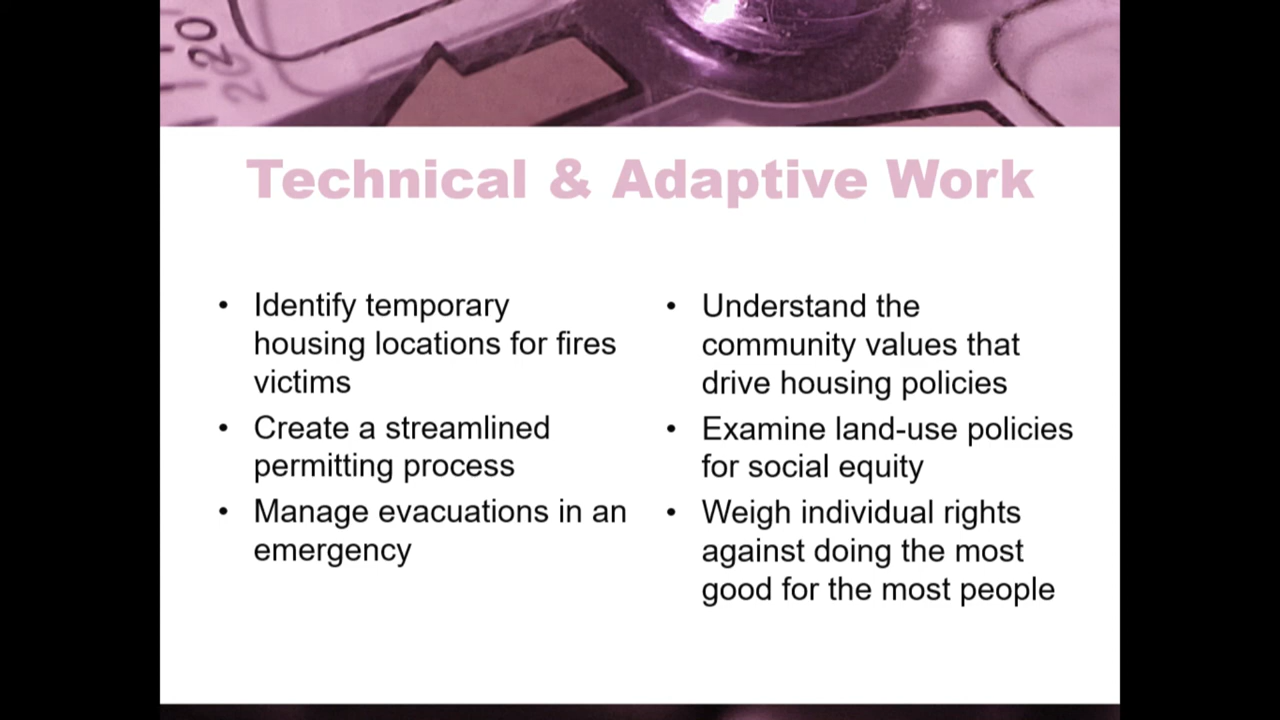 20
220
Technical & Adaptive Work
• Identify temporary
housing locations for fires
victims
• Create a streamlined
permitting process
• Manage evacuations in an
emergency
• Understand the
community values that
drive housing policies
• Examine land-use policies
for social equity
• Weigh individual rights
against doing the most
good for the most people